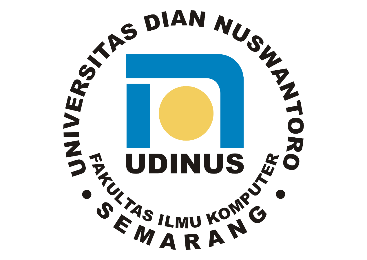 UNIVERSITAS DIAN NUSWANTORO
UDINUS
FAKULTAS ILMU KOMPUTER
• SEMARANG •